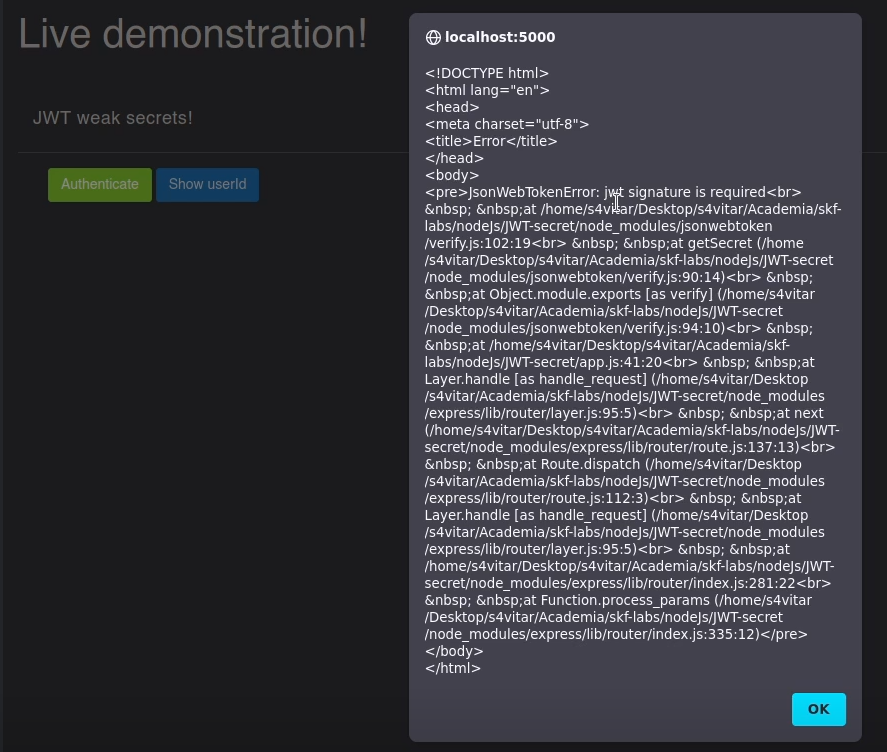 Live demonstration!
JWT weak secrets!
Authenticate
Show userId
localhost:5000
<!DOCTYPE html>
<html lang="en">
<head>
<meta charset="utf-8">
<title>Error</title>
</head>
<body>
<pre>JsonWebTokenError: jwt signature is required<br>
&nbsp; &nbsp;at /home/s4vitar/Desktop/s4vitar/Academia/skf-
labs/nodeJs/JWT-secret/node_modules/jsonwebtoken
/verify.js:102:19<br> &nbsp; &nbsp;at getSecret (/home
/s4vitar/Desktop/s4vitar/Academia/skf-labs/nodeJs/JWT-secret
/node_modules/jsonwebtoken/verify.js:90:14)<br> &nbsp;
&nbsp;at Object.module.exports [as verify] (/home/s4vitar
/Desktop/s4vitar/Academia/skf-labs/nodeJs/JWT-secret
/node_modules/jsonwebtoken/verify.js:94:10)<br> &nbsp;
&nbsp;at /home/s4vitar/Desktop/s4vitar/Academia/skf-
labs/nodeJs/JWT-secret/app.js:41:20<br> &nbsp; &nbsp;at
Layer.handle [as handle_request] (/home/s4vitar/Desktop
/s4vitar/Academia/skf-labs/nodeJs/JWT-secret/node_modules
/express/lib/router/layer.js:95:5)<br> &nbsp; &nbsp;at next
(/home/s4vitar/Desktop/s4vitar/Academia/skf-labs/nodeJs/JWT-
secret/node_modules/express/lib/router/route.js:137:13)<br>
&nbsp; &nbsp;at Route.dispatch (/home/s4vitar/Desktop
/s4vitar/Academia/skf-labs/nodeJs/JWT-secret/node_modules
/express/lib/router/route.js:112:3)<br> &nbsp; &nbsp;at
Layer.handle [as handle_request] (/home/s4vitar/Desktop
/s4vitar/Academia/skf-labs/nodeJs/JWT-secret/node_modules
/express/lib/router/layer.js:95:5)<br> &nbsp; &nbsp;at
/home/s4vitar/Desktop/s4vitar/Academia/skf-labs/nodeJs/JWT-
secret/node_modules/express/lib/router/index.js:281:22<br>
&nbsp; &nbsp;at Function.process_params (/home/s4vitar
/Desktop/s4vitar/Academia/skf-labs/nodeJs/JWT-secret
/node_modules/express/lib/router/index.js:335:12)</pre>
</body>
</html>
OK